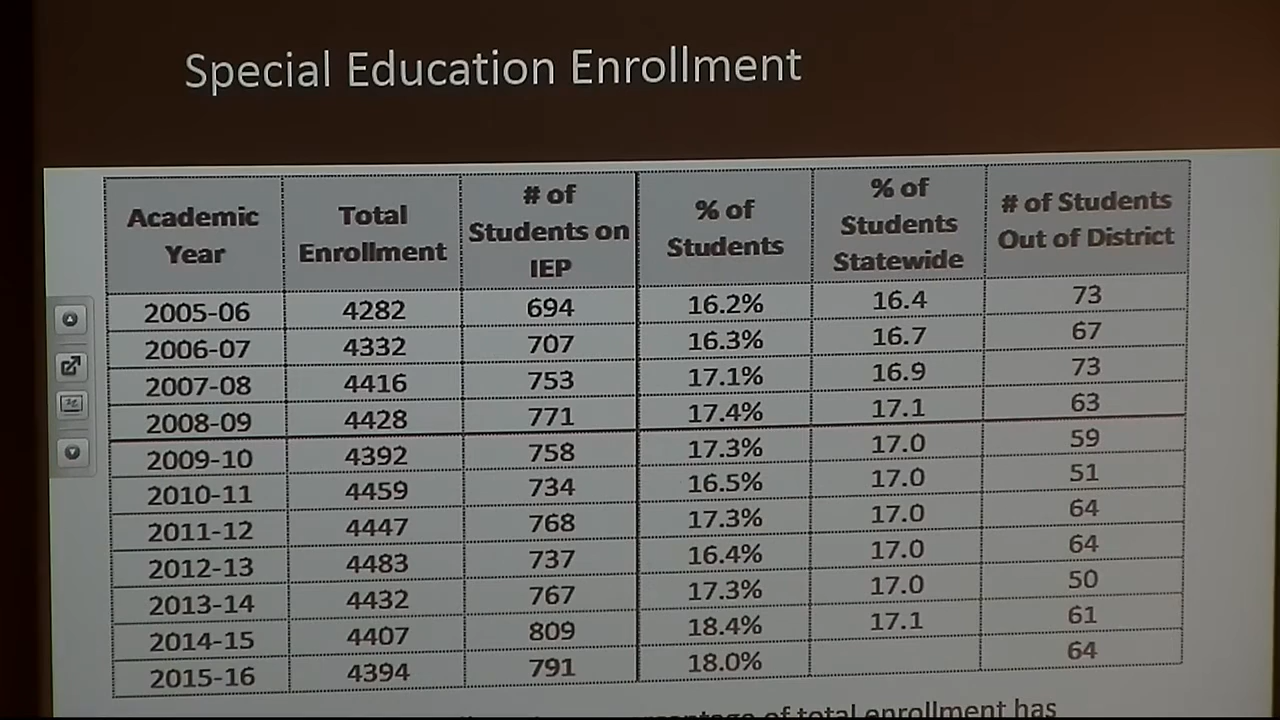 Special Education Enrollment
Academic Year | Total Enrollment | # of Students on IEP | % of Students | % of Students Statewide | # of Students Out of District
2005-06 | 4282 | 694 | 16.2% | 16.4 | 73
2006-07 | 4332 | 707 | 16.3% | 16.7 | 67
2007-08 | 4416 | 753 | 17.1% | 16.9 | 73
2008-09 | 4428 | 771 | 17.4% | 17.1 | 63
2009-10 | 4392 | 758 | 17.3% | 17.0 | 59
2010-11 | 4459 | 734 | 16.5% | 17.0 | 51
2011-12 | 4447 | 768 | 17.3% | 17.0 | 64
2012-13 | 4483 | 737 | 16.4% | 17.0 | 64
2013-14 | 4432 | 767 | 17.3% | 17.0 | 50
2014-15 | 4407 | 809 | 18.4% | 17.1 | 61
2015-16 | 4394 | 791 | 18.0% | | 64
of total enrollment has